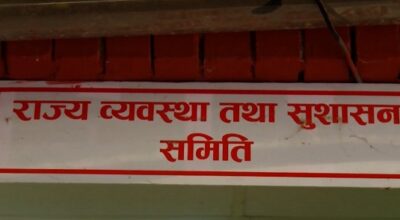 राज्य व्यवस्था तथा सुशासन
समिति